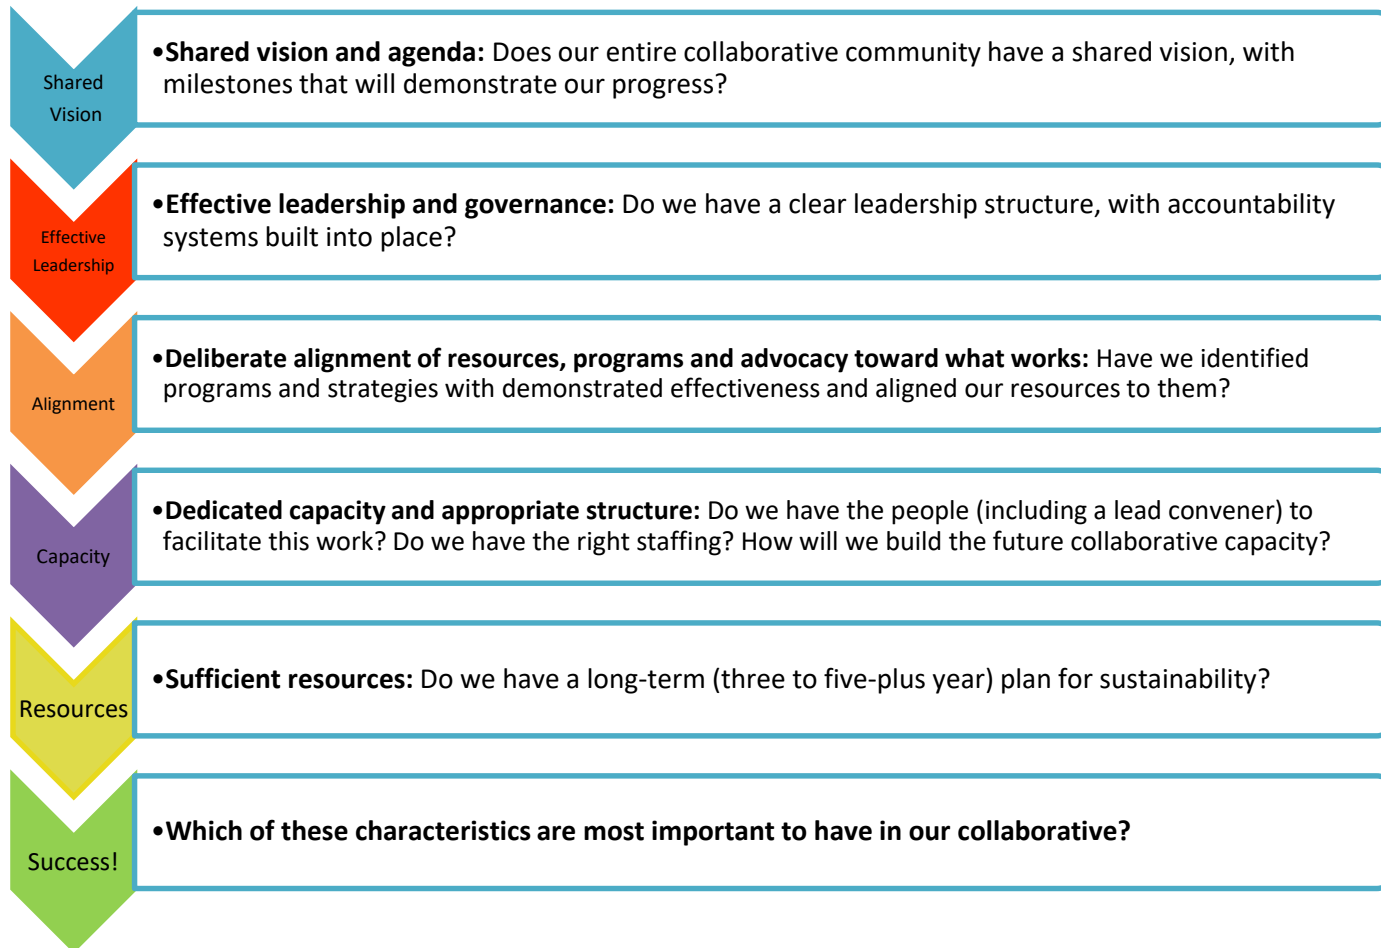 Shared
Vision
•Shared vision and agenda: Does our entire collaborative community have a shared vision, with
milestones that will demonstrate our progress?
Effective
Leadership
•Effective leadership and governance: Do we have a clear leadership structure, with accountability
systems built into place?
Alignment
•Deliberate alignment of resources, programs and advocacy toward what works: Have we identified
programs and strategies with demonstrated effectiveness and aligned our resources to them?
Capacity
•Dedicated capacity and appropriate structure: Do we have the people (including a lead convener) to
facilitate this work? Do we have the right staffing? How will we build the future collaborative capacity?
Resources
•Sufficient resources: Do we have a long-term (three to five-plus year) plan for sustainability?
Success!
•Which of these characteristics are most important to have in our collaborative?